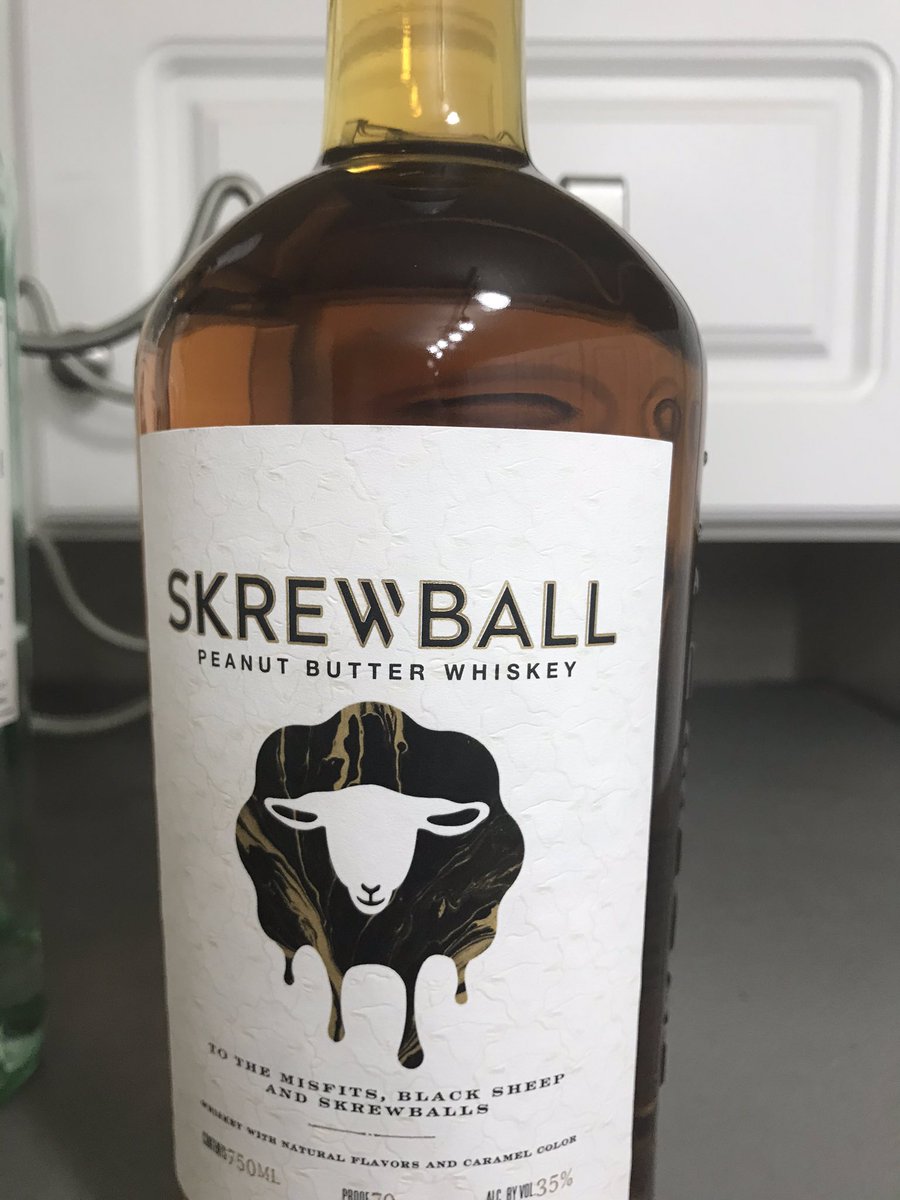 SKREWBALL
PEANUT BUTTER WHISKEY
TO THE MISFITS, BLACK SHEEP
AND SKREWBALLS
WHISKEY WITH NATURAL FLAVORS AND CARAMEL COLOR
750ML PROOF 70 ALC. BY VOL. 35%